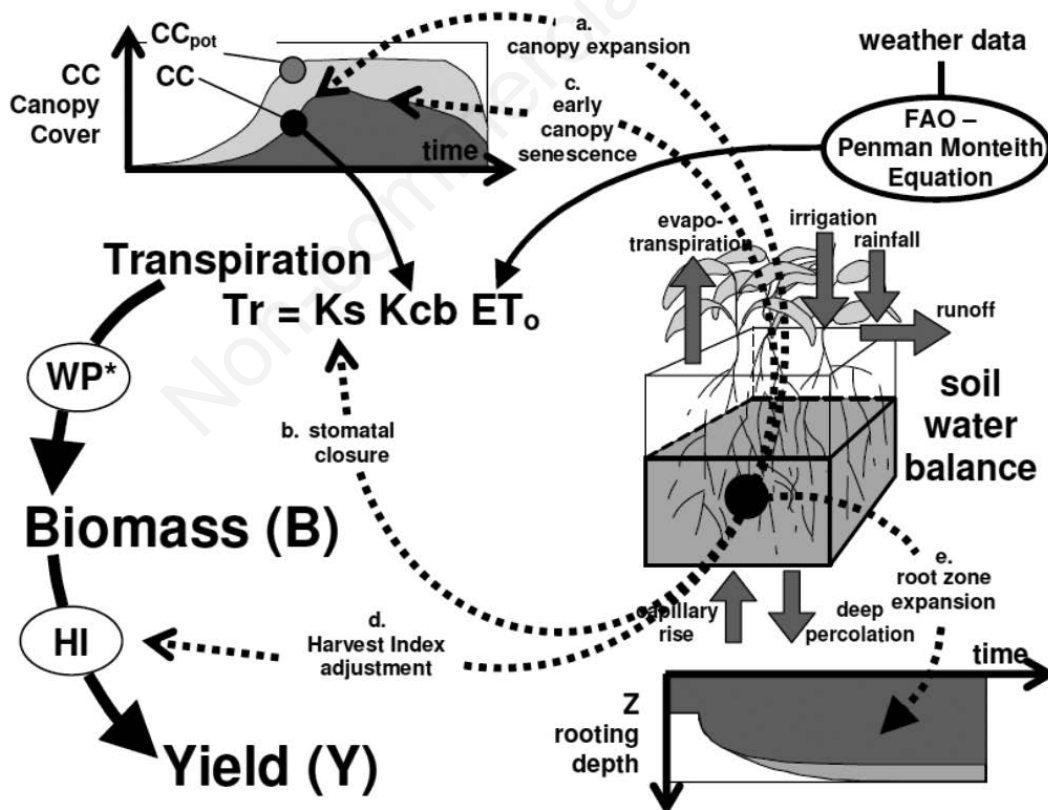 CCpot
CC
CC
Canopy
Cover
time
a.
canopy expansion
c.
early
canopy
senescence
weather data
FAO –
Penman Monteith
Equation
evapo-
transpiration
irrigation
rainfall
runoff
Transpiration
Tr = Ks Kcb ETo
WP*
b. stomatal
closure
soil
water
balance
Biomass (B)
e.
root zone
expansion
capillary
rise
deep
percolation
d.
Harvest Index
adjustment
HI
time
Z
rooting
depth
Yield (Y)